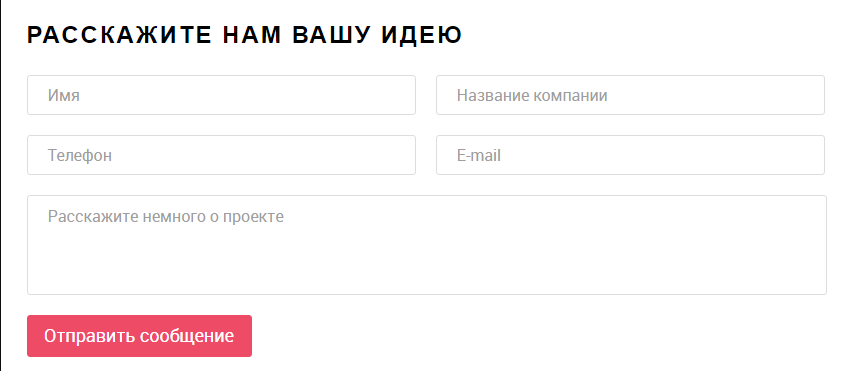 РАССКАЖИТЕ НАМ ВАШУ ИДЕЮ
Имя
Название компании
Телефон
E-mail
Расскажите немного о проекте
Отправить сообщение